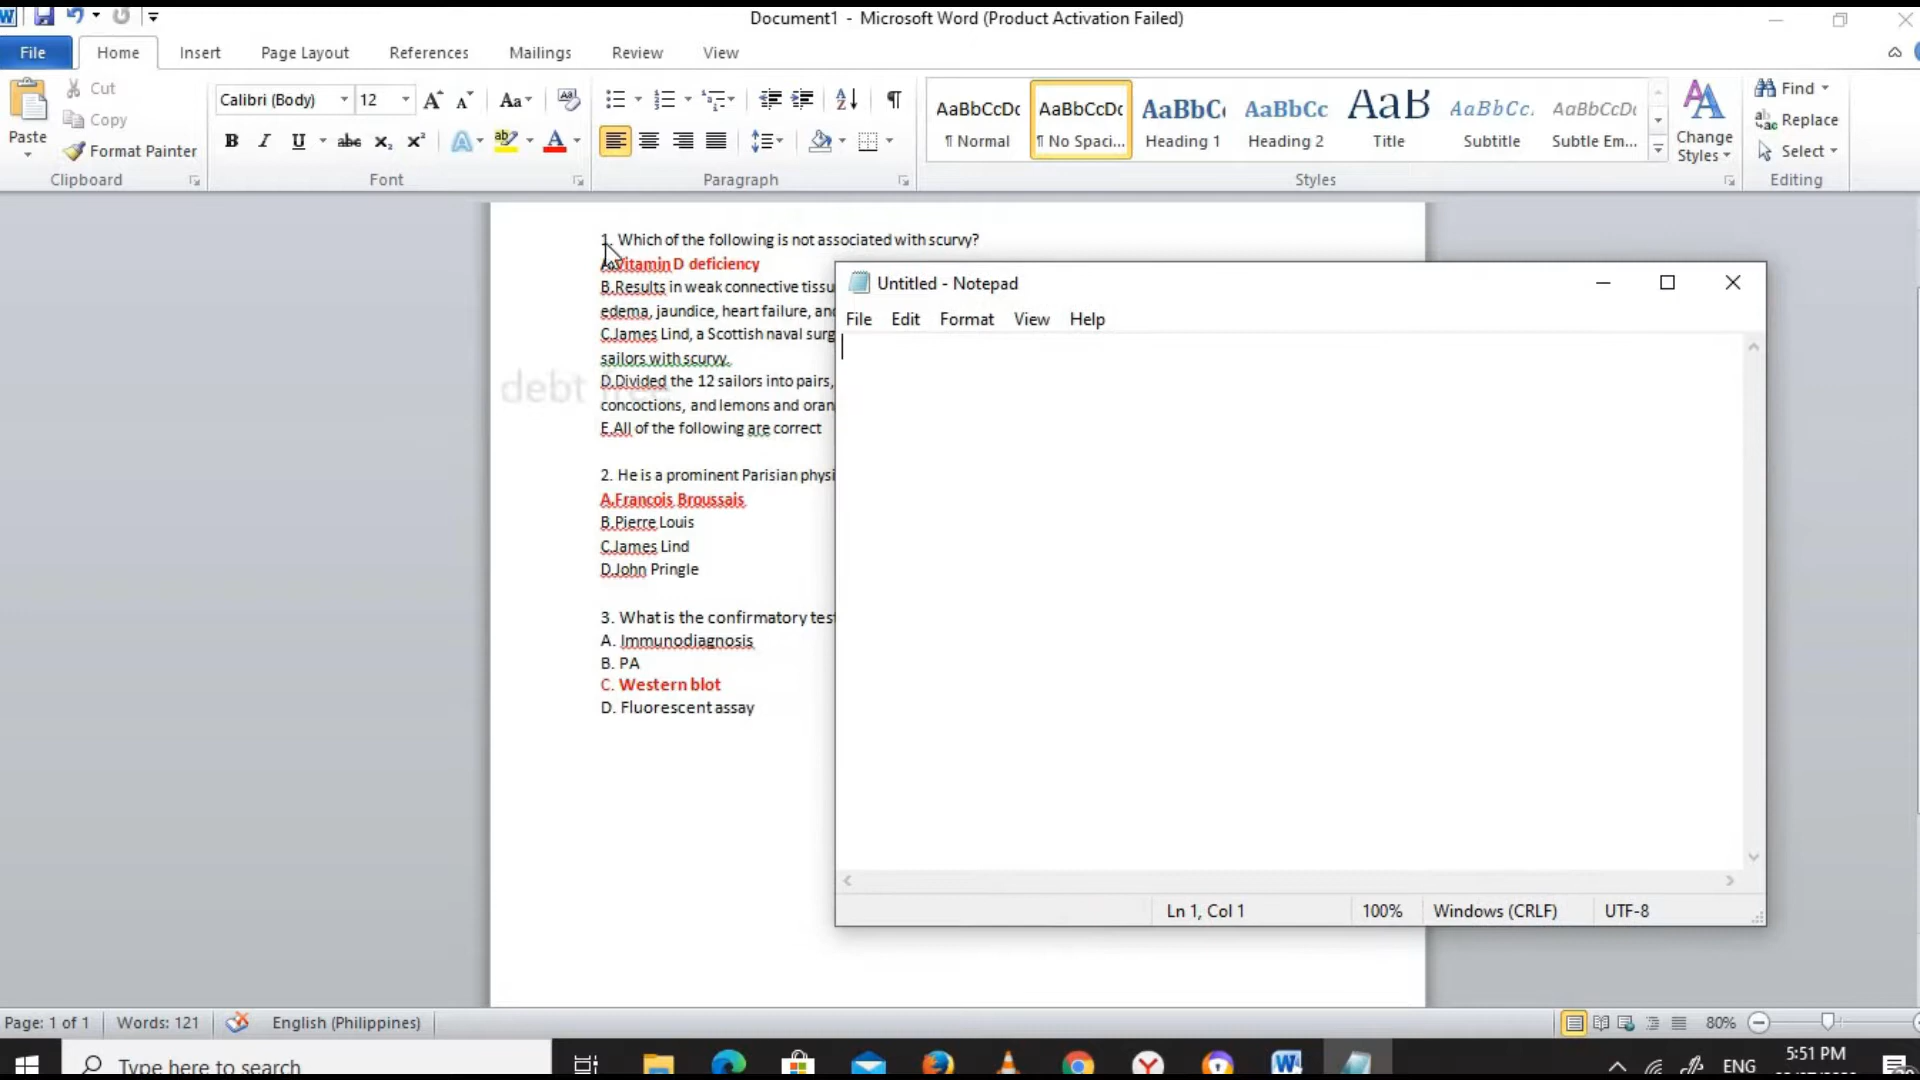 Document1 - Microsoft Word (Product Activation Failed)
File Home Insert Page Layout References Mailings Review View
Paste
Cut
Copy
Format Painter
Clipboard
Calibri (Body) 12
Font
Paragraph
AaBbCcDc AaBbCcDc AaBbC AaBbCc AaB AaBbCc. AaBbCcDc
¶ Normal ¶ No Spaci... Heading 1 Heading 2 Title Subtitle Subtle Em...
Change
Styles
Styles
Find
Replace
Select
Editing
1. Which of the following is not associated with scurvy?
A.Vitamin D deficiency
B.Results in weak connective tissu
edema, jaundice, heart failure, and
C.James Lind, a Scottish naval surg
sailors with scurvy.
debt free
D.Divided the 12 sailors into pairs,
concoctions, and lemons and oran
E.All of the following are correct
2. He is a prominent Parisian physi
A.Francois Broussais
B.Pierre Louis
C.James Lind
D.John Pringle
3. What is the confirmatory test
A. Immunodiagnosis
B. PA
C. Western blot
D. Fluorescent assay
Untitled - Notepad
File Edit Format View Help
Ln 1, Col 1 100% Windows (CRLF) UTF-8
Page: 1 of 1 Words: 121 English (Philippines) 80%
Type here to search
ENG
5:51 PM